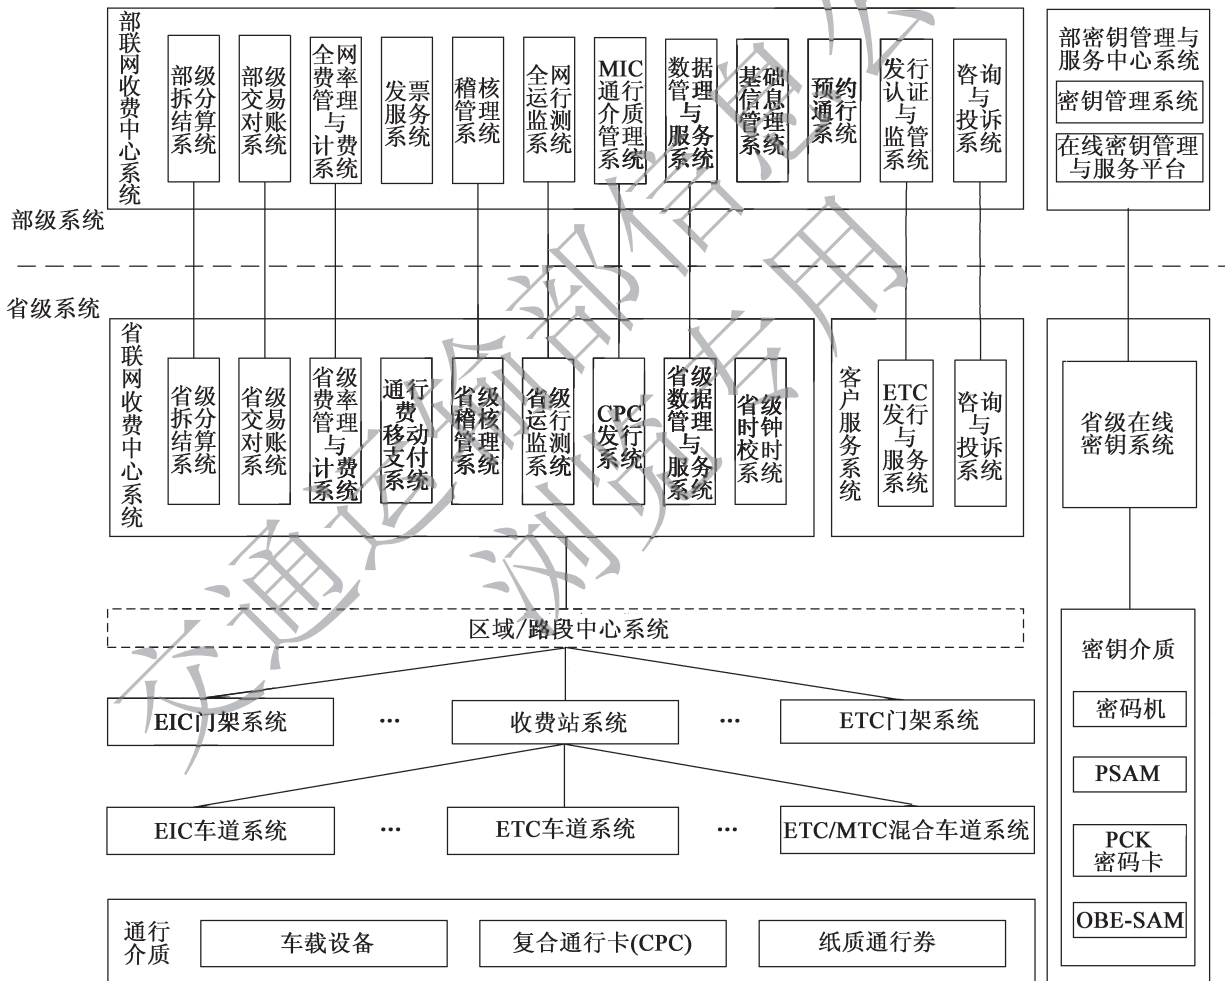 部联网收费中心系统
部级拆分结算系统
部级交易对账系统
全网费率管理与计费系统
发票服务系统
稽核管理系统
全网运行监测系统
MIC通行介质管理系统
数据管理与服务系统
基础信息管理系统
预约通行系统
发行认证与监管系统
咨询与投诉系统
部密钥管理与
服务中心系统
密钥管理系统
在线密钥管理
与服务平台
部级系统
省级系统
省联网收费中心系统
省级拆分结算系统
省级交易对账系统
省级费率管理与计费系统
通行费移动支付系统
省级稽核管理系统
省级运行监测系统
CPC发行系统
省级数据管理与服务系统
省级时钟校时系统
客户服务系统
ETC发行与服务系统
咨询与投诉系统
省级在线
密钥系统
区域/路段中心系统
EIC门架系统
...
收费站系统
...
ETC门架系统
EIC车道系统
...
ETC车道系统
...
ETC/MTC混合车道系统
通行
介质
车载设备
复合通行卡(CPC)
纸质通行券
密钥介质
密码机
PSAM
PCK
密码卡
OBE-SAM
交通运输部信息公
浏览专用